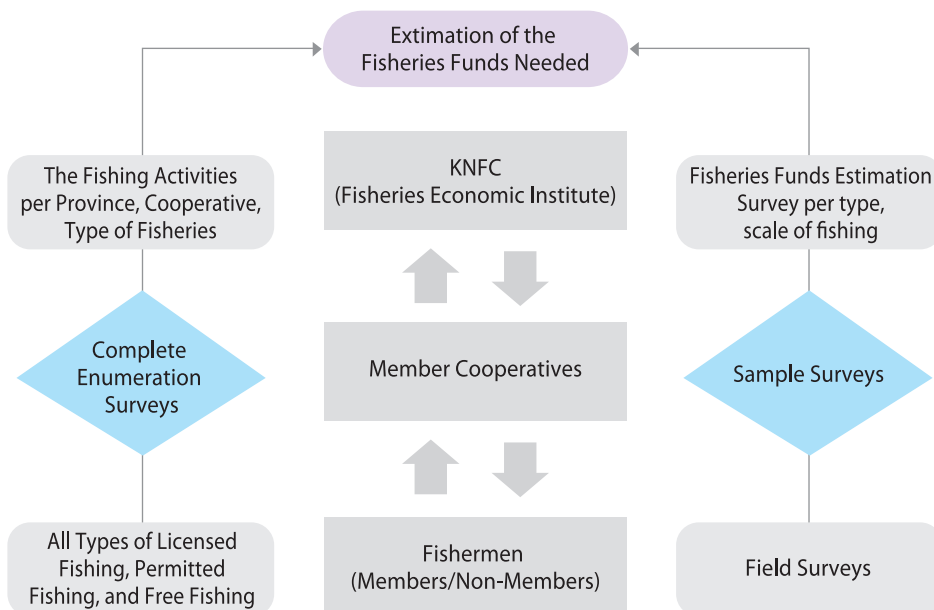 Extimation of the
Fisheries Funds Needed
The Fishing Activities
per Province, Cooperative,
Type of Fisheries
KNFC
(Fisheries Economic Institute)
Fisheries Funds Estimation
Survey per type,
scale of fishing
Complete
Enumeration
Surveys
Member Cooperatives
Sample Surveys
All Types of Licensed
Fishing, Permitted
Fishing, and Free Fishing
Fishermen
(Members/Non-Members)
Field Surveys